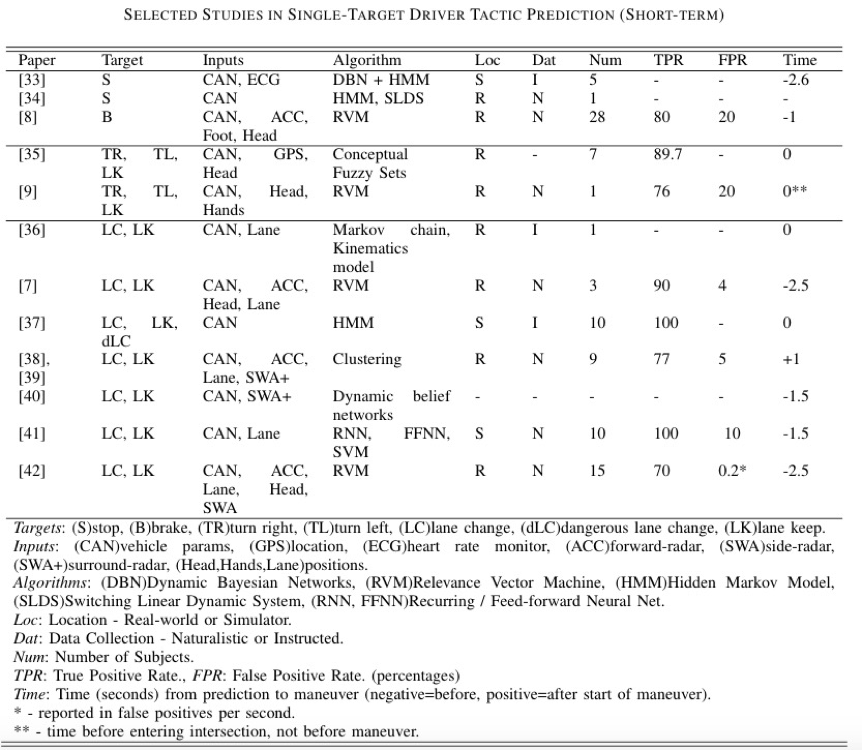 SELECTED STUDIES IN SINGLE-TARGET DRIVER TACTIC PREDICTION (SHORT-TERM)
Paper Target Inputs Algorithm Loc Dat Num TPR FPR Time
[33] S CAN, ECG DBN + HMM S I 5 - - -2.6
[34] S CAN HMM, SLDS R N 1 - - -
[8] B CAN, ACC, RVM R N 28 80 20 -1
Foot, Head
[35] TR, TL, CAN, GPS, Conceptual R - 7 89.7 - 0
LK Head Fuzzy Sets
[9] TR, TL, CAN, Head, RVM R N 1 76 20 0**
LK Hands
[36] LC, LK CAN, Lane Markov chain, R I 1 - - 0
Kinematics
model
[7] LC, LK CAN, ACC, RVM R N 3 90 4 -2.5
Head, Lane
[37] LC, LK, CAN HMM S I 10 100 - 0
dLC
[38], LC, LK CAN, ACC, Clustering R N 9 77 5 +1
[39] Lane, SWA+
[40] LC, LK CAN, SWA+ Dynamic belief - - - - - -1.5
networks
[41] LC, LK CAN, Lane RNN, FFNN, S N 10 100 10 -1.5
SVM
[42] LC, LK CAN, ACC, RVM R N 15 70 0.2* -2.5
Lane, Head,
SWA
Targets: (S)stop, (B)brake, (TR)turn right, (TL)turn left, (LC)lane change, (dLC)dangerous lane change, (LK)lane keep.
Inputs: (CAN)vehicle params, (GPS)location, (ECG)heart rate monitor, (ACC)forward-radar, (SWA)side-radar,
(SWA+)surround-radar, (Head,Hands,Lane)positions.
Algorithms: (DBN)Dynamic Bayesian Networks, (RVM)Relevance Vector Machine, (HMM)Hidden Markov Model,
(SLDS)Switching Linear Dynamic System, (RNN, FFNN)Recurring / Feed-forward Neural Net.
Loc: Location - Real-world or Simulator.
Dat: Data Collection - Naturalistic or Instructed.
Num: Number of Subjects.
TPR: True Positive Rate., FPR: False Positive Rate. (percentages)
Time: Time (seconds) from prediction to maneuver (negative=before, positive=after start of maneuver).
* - reported in false positives per second.
** - time before entering intersection, not before maneuver.